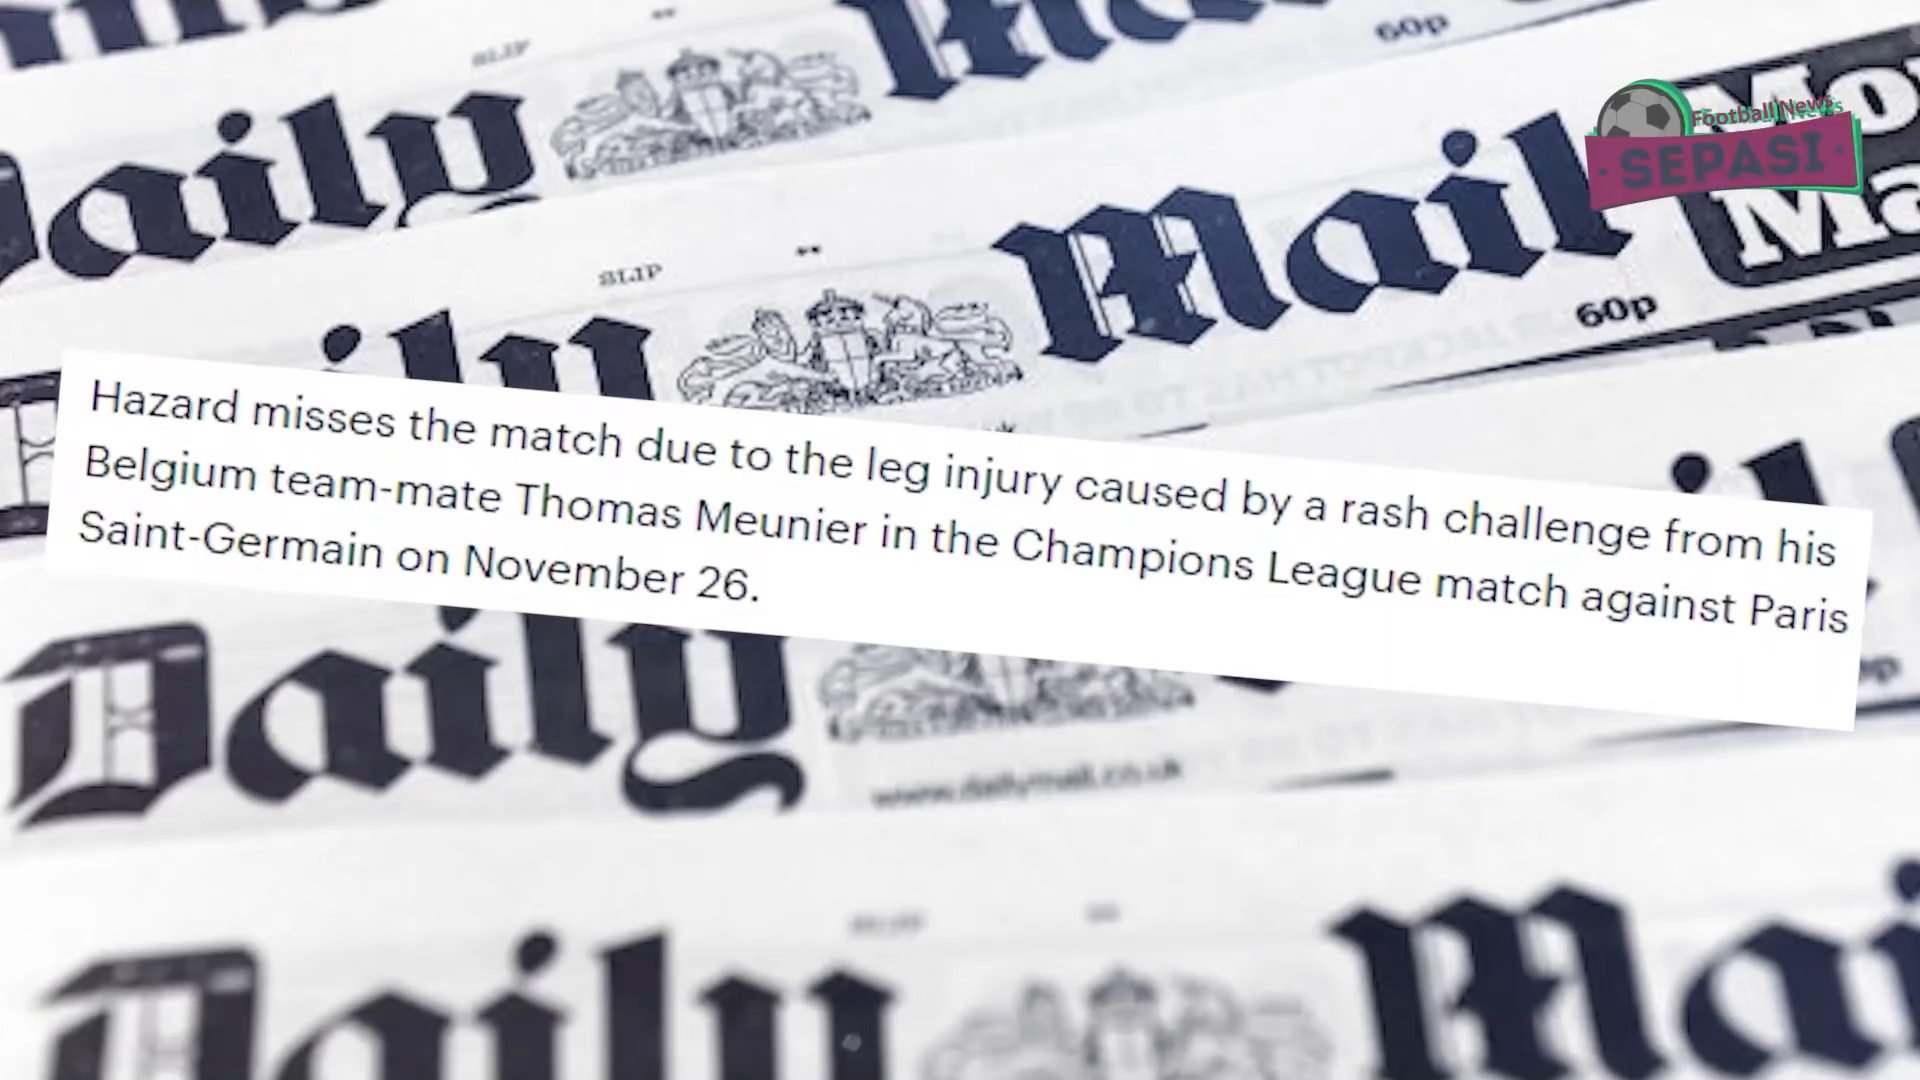 SLIP
60p
Daily
Mail
Football News
SEPASI
SLIP
Mail
60p
Hazard misses the match due to the leg injury caused by a rash challenge from his
Belgium team-mate Thomas Meunier in the Champions League match against Paris
Saint-Germain on November 26.
Daily
www.dailymail.co.uk
Daily